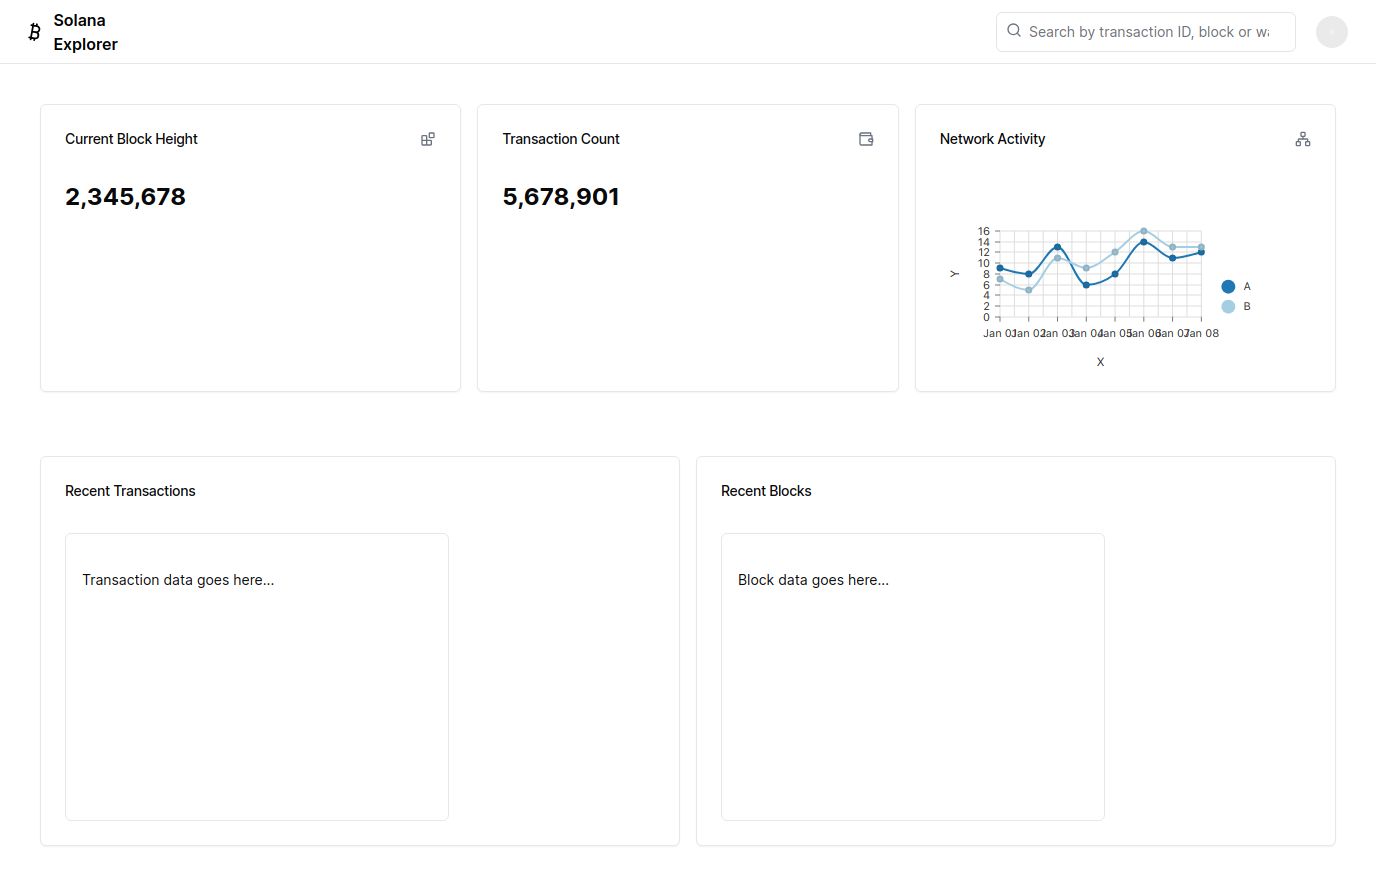 Solana
Explorer
Search by transaction ID, block or wa
Current Block Height
2,345,678
Transaction Count
5,678,901
Network Activity
16
14
12
10
8
6
4
2
0
Y
Jan 01 Jan 02 Jan 03 Jan 04 Jan 05 Jan 06 Jan 07 Jan 08
X
A
B
Recent Transactions
Transaction data goes here...
Recent Blocks
Block data goes here...